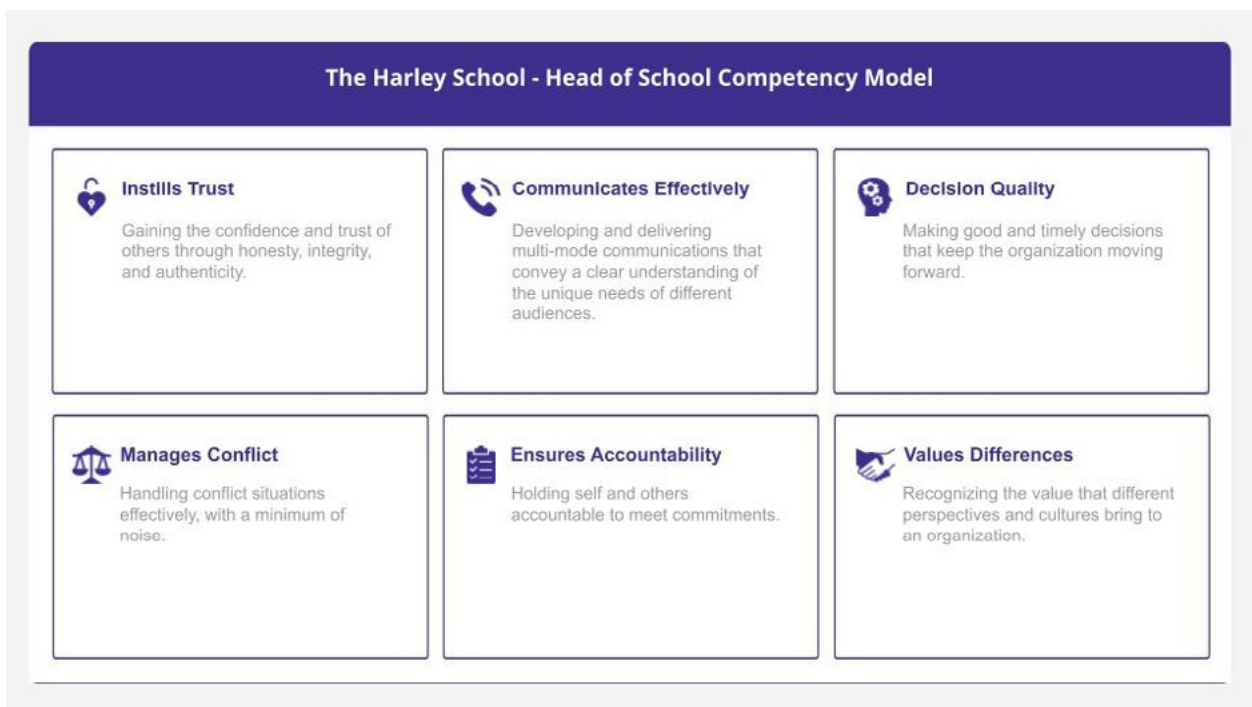 The Harley School - Head of School Competency Model
Instills Trust
Gaining the confidence and trust of
others through honesty, integrity,
and authenticity.
Communicates Effectively
Developing and delivering
multi-mode communications that
convey a clear understanding of
the unique needs of different
audiences.
Decision Quality
Making good and timely decisions
that keep the organization moving
forward.
Manages Conflict
Handling conflict situations
effectively, with a minimum of
noise.
Ensures Accountability
Holding self and others
accountable to meet commitments.
Values Differences
Recognizing the value that different
perspectives and cultures bring to
an organization.